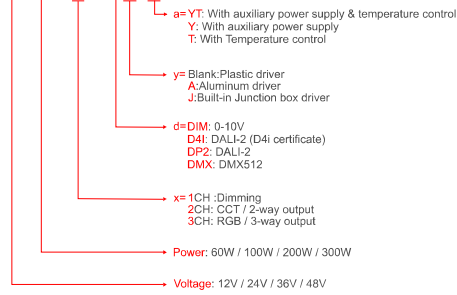 a=YT: With auxiliary power supply & temperature control
Y: With auxiliary power supply
T: With Temperature control
y= Blank:Plastic driver
A:Aluminum driver
J:Built-in Junction box driver
d=DIM: 0-10V
D4I: DALI-2 (D4i certificate)
DP2: DALI-2
DMX: DMX512
x= 1CH :Dimming
2CH: CCT / 2-way output
3CH: RGB / 3-way output
Power: 60W / 100W / 200W / 300W
Voltage: 12V / 24V / 36V / 48V